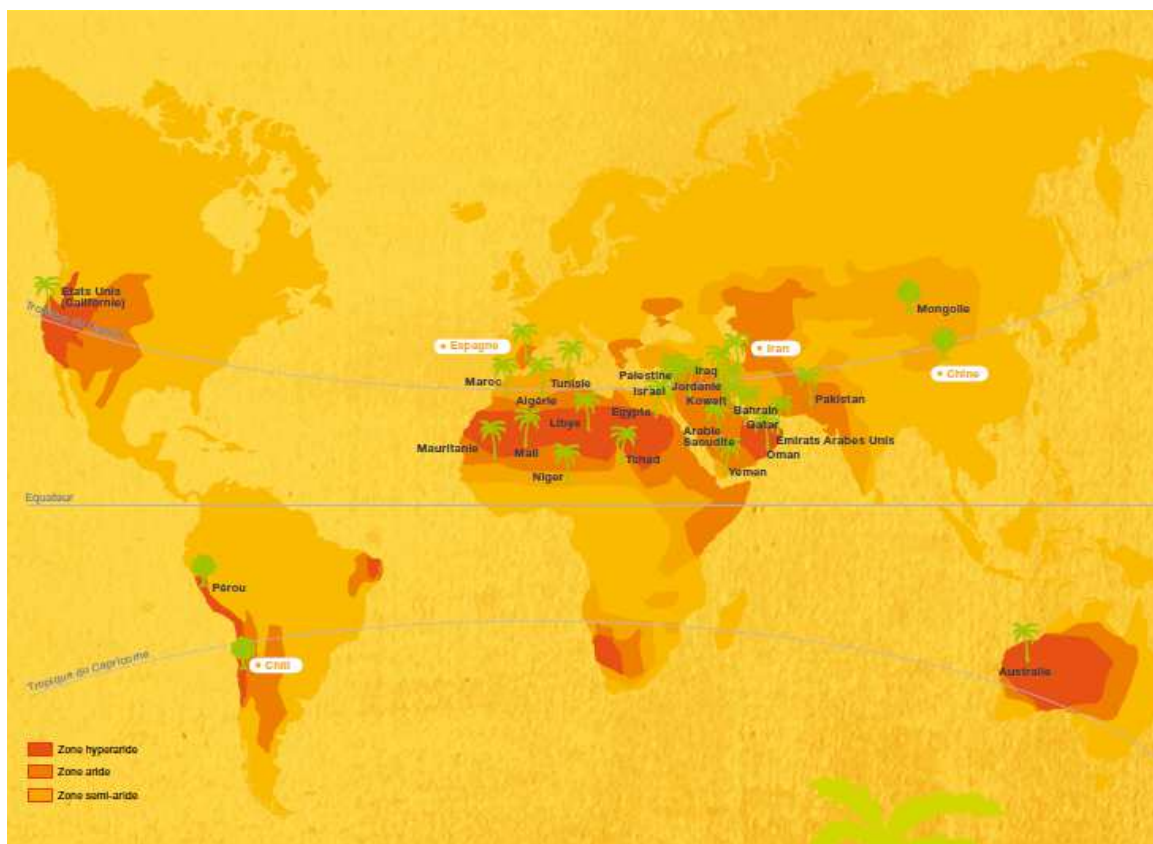 Etats Unis
(Californie)
Mongolie
• Espagne
• Iran
• Chine
Maroc
Tunisie
Algérie
Palestine
Israel
Iraq
Jordanie
Koweït
Pakistan
Libye
Egypte
Bahrain
Qatar
Arabie
Saoudite
Emirats Arabes Unis
Oman
Mauritanie
Mali
Tchad
Niger
Yemen
Equateur
Pérou
• Chili
Tropique du Capricorne
Australie
Zone hyperaride
Zone aride
Zone semi-aride